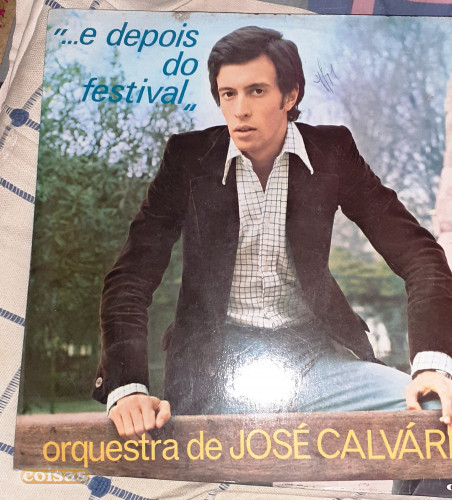 "...e depois
do
festival„
orquestra de JOSÉ CALVÁRI
coisas